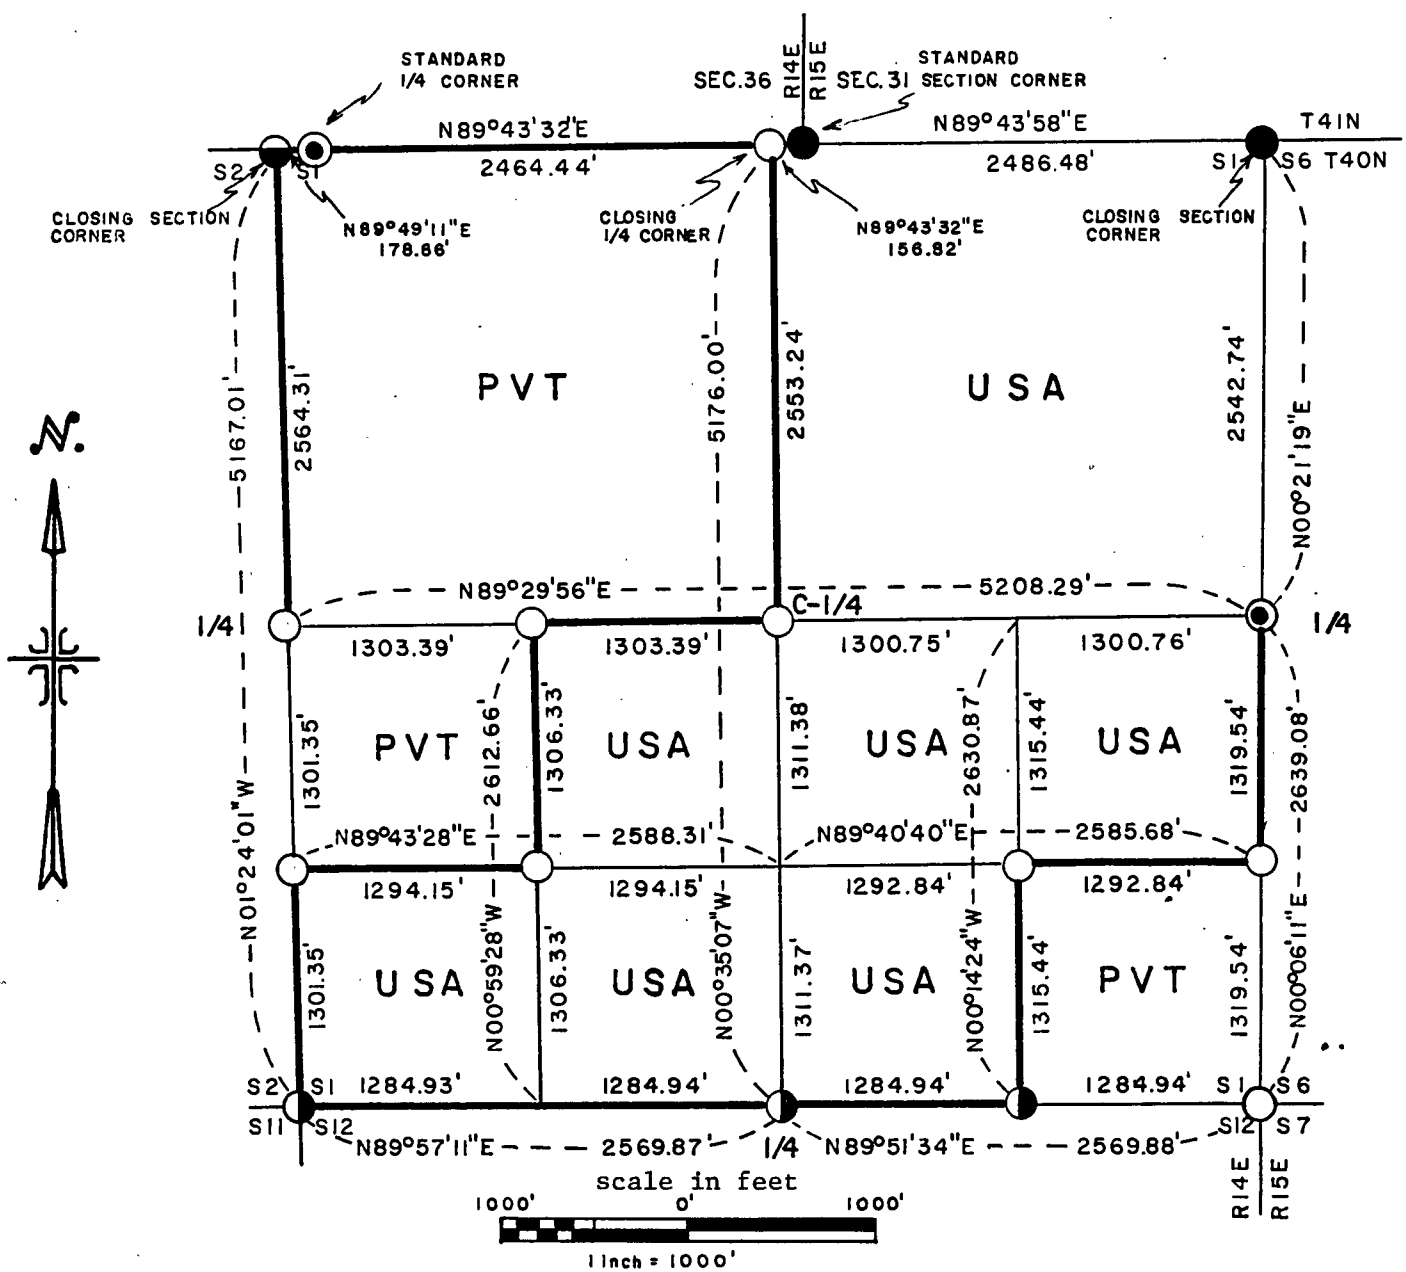 STANDARD
1/4 CORNER
SEC.36
R14E
R15E
SEC.31
STANDARD
SECTION CORNER
N89°43'32"E
2464.44'
N89°43'58"E
2486.48'
T41N
T40N
S2
S1
S1
S6
CLOSING SECTION
CORNER
N89°49'11"E
178.66'
CLOSING
1/4 CORNER
N89°43'32"E
156.82'
CLOSING SECTION
CORNER
N.
5167.01'
2564.31'
PVT
5176.00'
2553.24'
USA
2542.74'
N00°21'19"E
N89°29'56"E
5208.29'
C-1/4
1/4
1/4
1303.39'
1303.39'
1300.75'
1300.76'
1301.35'
PVT
2612.66'
1306.33'
USA
1311.38'
USA
2630.87'
1315.44'
USA
1319.54'
2639.08'
N89°43'28"E
2588.31'
N89°40'40"E
2585.68'
1294.15'
1294.15'
1292.84'
1292.84'
N01°24'01"W
1301.35'
USA
N00°59'28"W
1306.33'
USA
N00°35'07"W
1311.37'
USA
N00°14'24"W
1315.44'
PVT
1319.54'
N00°06'11"E
S2
S1
1284.93'
1284.94'
1284.94'
1284.94'
S1
S6
S11
S12
N89°57'11"E
2569.87'
1/4
N89°51'34"E
2569.88'
S12
S7
R14E
R15E
scale in feet
1000'
0'
1000'
1 Inch = 1000'